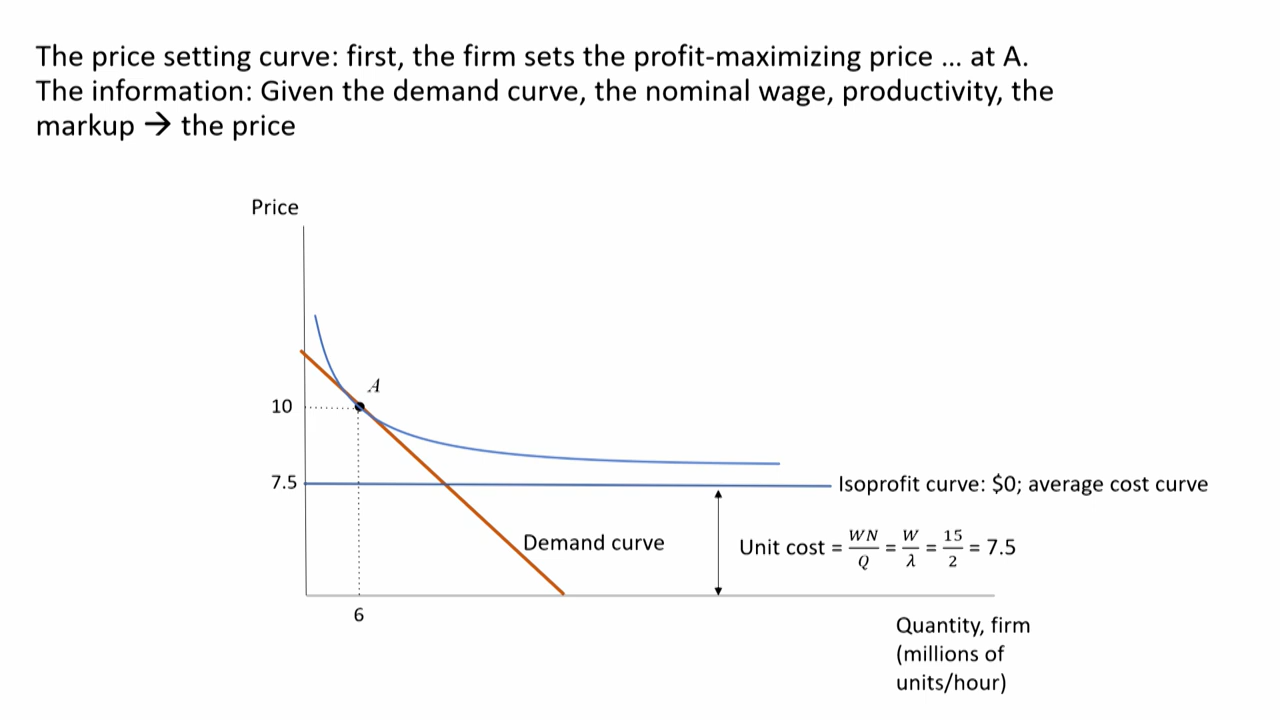 The price setting curve: first, the firm sets the profit-maximizing price … at A.
The information: Given the demand curve, the nominal wage, productivity, the
markup → the price
Price
A
10
7.5
Isoprofit curve: $0; average cost curve
Demand curve
Unit cost = WN/Q = W/λ = 15/2 = 7.5
6
Quantity, firm
(millions of
units/hour)